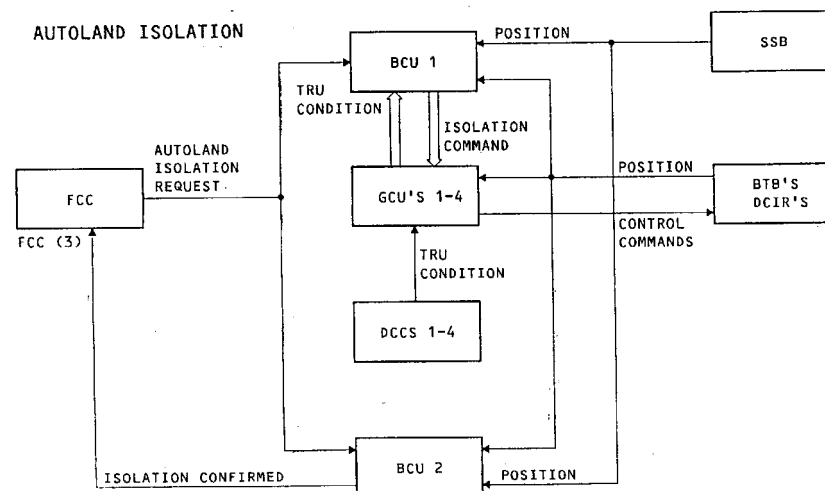 AUTOLAND ISOLATION
POSITION
SSB
BCU 1
TRU
CONDITION
ISOLATION
COMMAND
AUTOLAND
ISOLATION
REQUEST
POSITION
BTB'S
DCIR'S
FCC
GCU'S 1-4
FCC (3)
CONTROL
COMMANDS
TRU
CONDITION
DCCS 1-4
BCU 2
ISOLATION CONFIRMED
POSITION